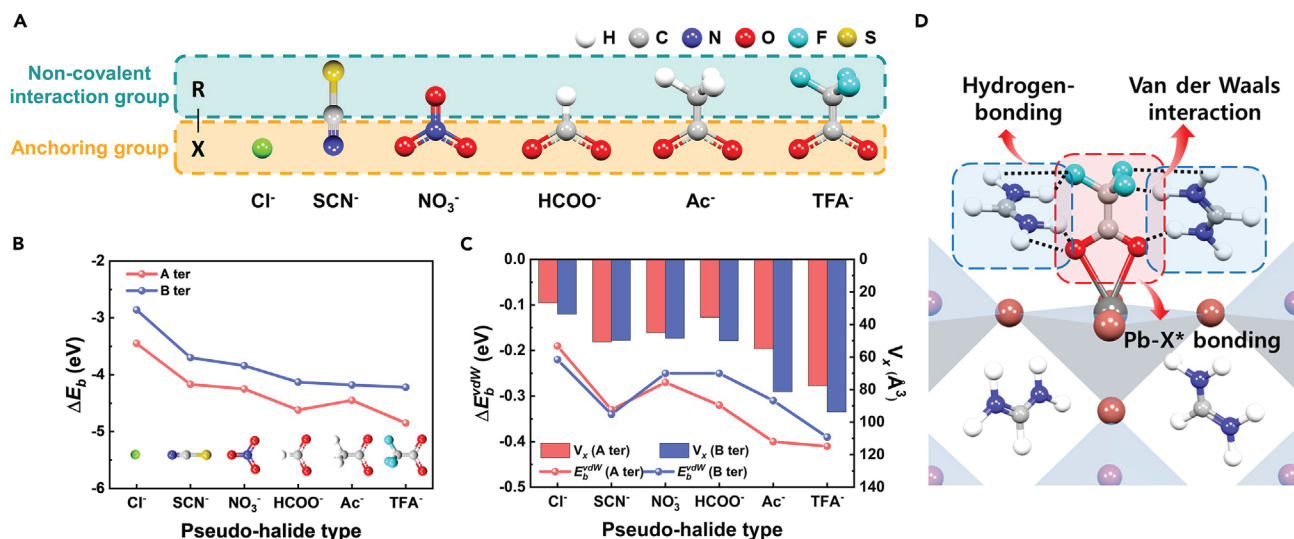 A
H C N O F S
Non-covalent
interaction group
R
Anchoring group
X
Cl⁻ SCN⁻ NO₃⁻ HCOO⁻ Ac⁻ TFA⁻
B
A ter
B ter
ΔE_b (eV)
-2
-3
-4
-5
-6
Cl⁻ SCN⁻ NO₃⁻ HCOO⁻ Ac⁻ TFA⁻
Pseudo-halide type
C
ΔE_b^vdW (eV)
0.0
-0.1
-0.2
-0.3
-0.4
-0.5
V_x (A ter) V_x (B ter)
E_b^vdW (A ter) E_b^vdW (B ter)
0
20
40
60
80
100
120
140
V_x (Å³)
Cl⁻ SCN⁻ NO₃⁻ HCOO⁻ Ac⁻ TFA⁻
Pseudo-halide type
D
Hydrogen-
bonding
Van der Waals
interaction
Pb-X* bonding